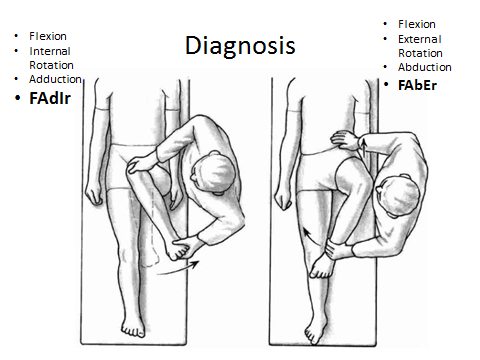 Diagnosis
• Flexion
• Internal
Rotation
• Adduction
• FAdIr
• Flexion
• External
Rotation
• Abduction
• FAbEr